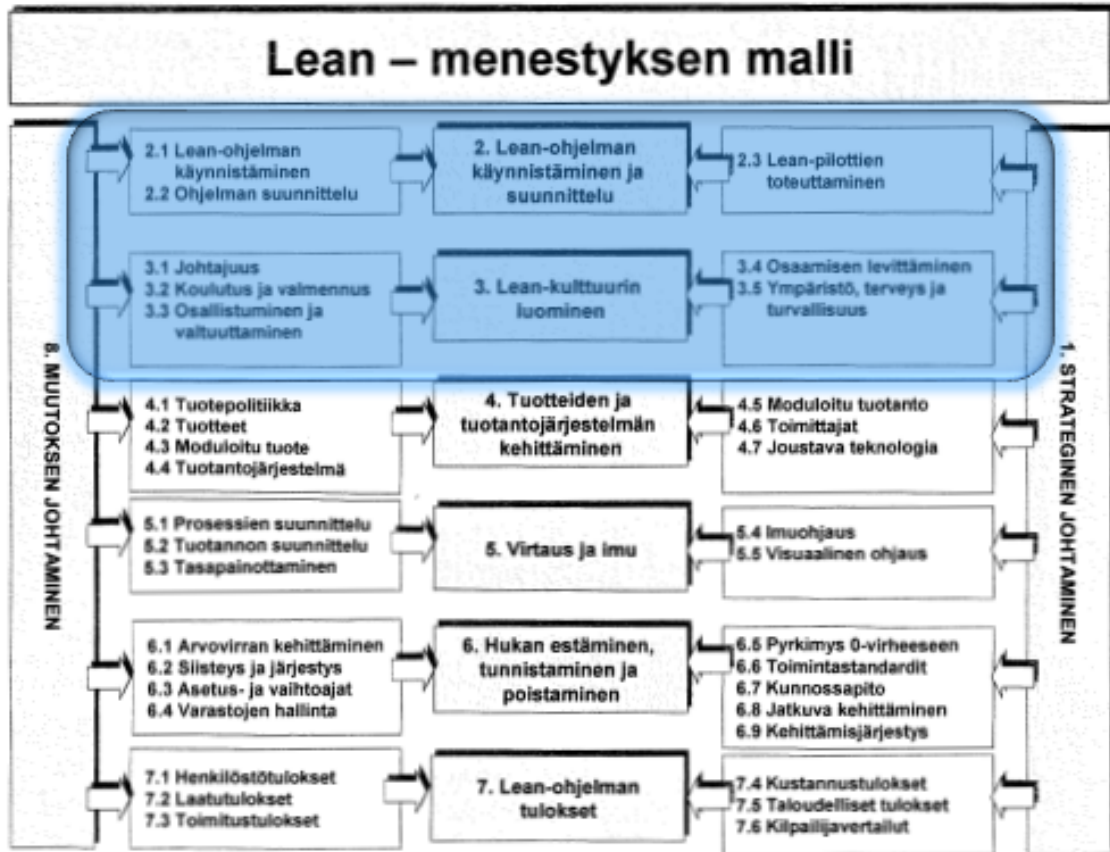 Lean – menestyksen malli
8. MUUTOKSEN JOHTAMINEN
1. STRATEGINEN JOHTAMINEN
2.1 Lean-ohjelman
käynnistäminen
2.2 Ohjelman suunnittelu
2. Lean-ohjelman
käynnistäminen ja
suunnittelu
2.3 Lean-pilottien
toteuttaminen
3.1 Johtajuus
3.2 Koulutus ja valmennus
3.3 Osallistuminen ja
valtuuttaminen
3. Lean-kulttuurin
luominen
3.4 Osaamisen levittäminen
3.5 Ympäristö, terveys ja
turvallisuus
4.1 Tuotepolitiikka
4.2 Tuotteet
4.3 Moduloitu tuote
4.4 Tuotantojärjestelmä
4. Tuotteiden ja
tuotantojärjestelmän
kehittäminen
4.5 Moduloitu tuotanto
4.6 Toimittajat
4.7 Joustava teknologia
5.1 Prosessien suunnittelu
5.2 Tuotannon suunnittelu
5.3 Tasapainottaminen
5. Virtaus ja imu
5.4 Imuohjaus
5.5 Visuaalinen ohjaus
6.1 Arvovirran kehittäminen
6.2 Siisteys ja järjestys
6.3 Asetus- ja vaihtoajat
6.4 Varastojen hallinta
6. Hukan estäminen,
tunnistaminen ja
poistaminen
6.5 Pyrkimys 0-virheeseen
6.6 Toimintastandardit
6.7 Kunnossapito
6.8 Jatkuva kehittäminen
6.9 Kehittämisjärjestys
7.1 Henkilöstötulokset
7.2 Laatutulokset
7.3 Toimitustulokset
7. Lean-ohjelman
tulokset
7.4 Kustannustulokset
7.5 Taloudelliset tulokset
7.6 Kilpailijavertailut